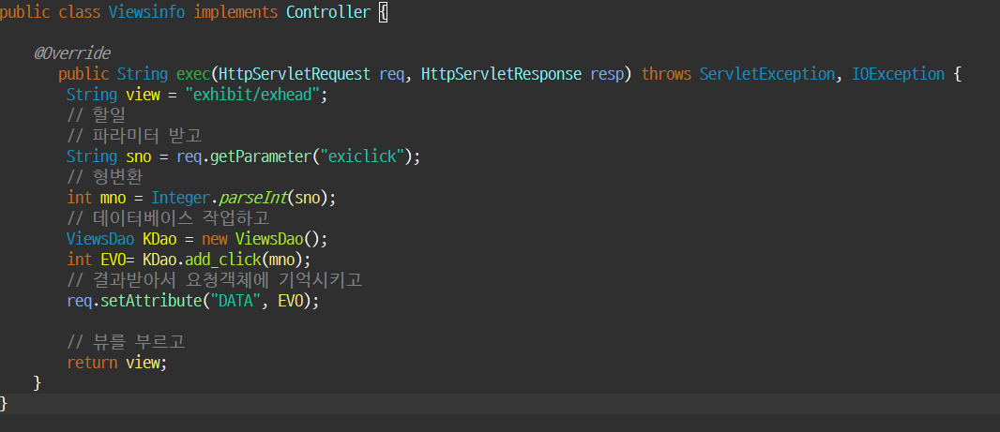 public class Viewsinfo implements Controller {
@Override
public String exec(HttpServletRequest req, HttpServletResponse resp) throws ServletException, IOException {
String view = "exhibit/exhead";
// 할일
// 파라미터 받고
String sno = req.getParameter("exiclick");
// 형변환
int mno = Integer.parseInt(sno);
// 데이터베이스 작업하고
ViewsDao KDao = new ViewsDao();
int EVO= KDao.add_click(mno);
// 결과받아서 요청객체에 기억시키고
req.setAttribute("DATA", EVO);
// 뷰를 부르고
return view;
}
}